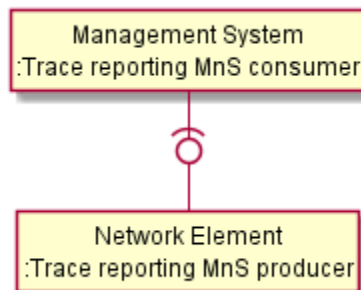 Management System
:Trace reporting MnS consumer
Network Element
:Trace reporting MnS producer